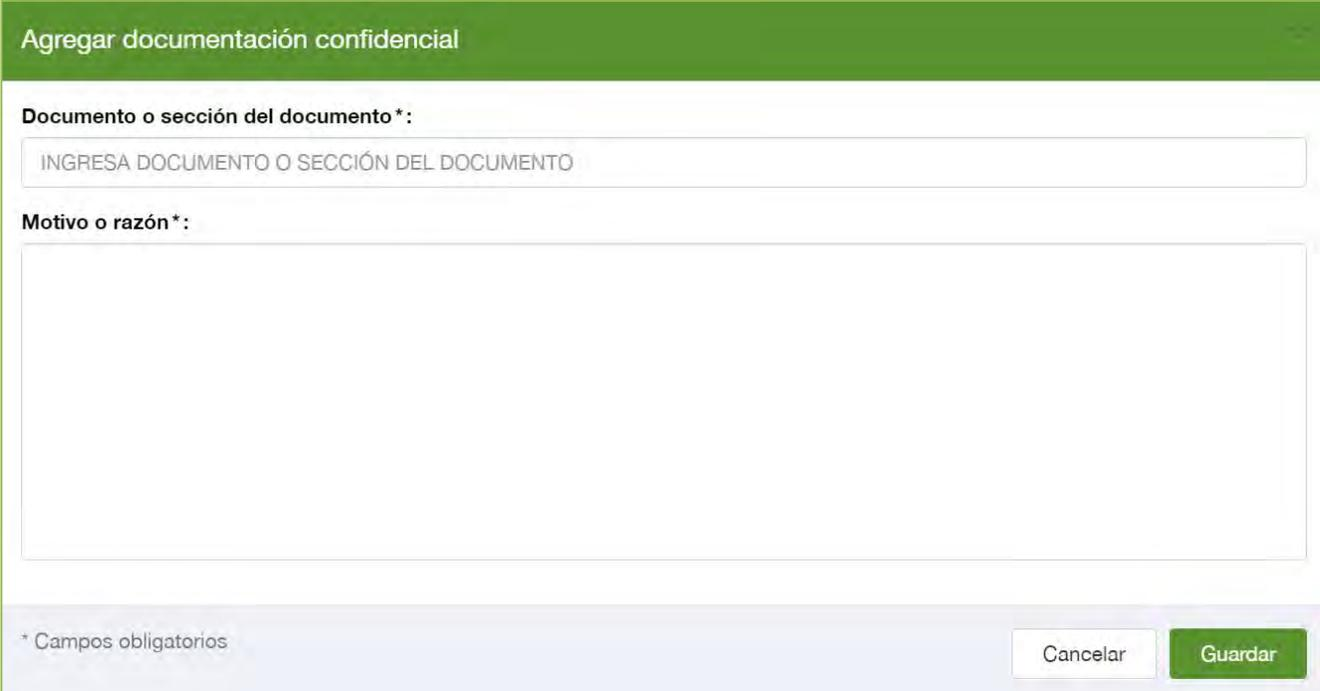 Agregar documentación confidencial
Documento o sección del documento*:
INGRESA DOCUMENTO O SECCIÓN DEL DOCUMENTO
Motivo o razón*:
* Campos obligatorios
Cancelar
Guardar